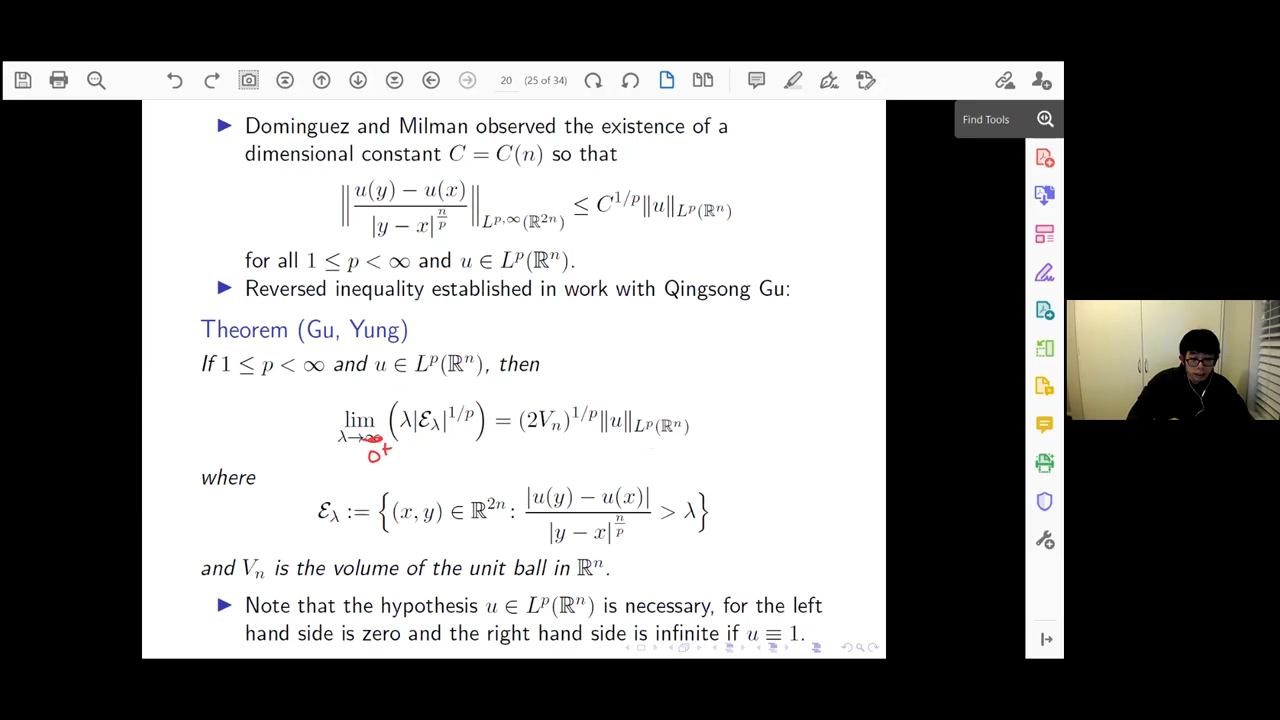 20 (25 of 34)
Find Tools
▶ Dominguez and Milman observed the existence of a
dimensional constant C = C(n) so that
‖ (u(y) − u(x)) / |y − x|^{n/p} ‖_{L^{p,∞}(ℝ^{2n})} ≤ C^{1/p}‖u‖_{L^p(ℝ^n)}
for all 1 ≤ p < ∞ and u ∈ L^p(ℝ^n).
▶ Reversed inequality established in work with Qingsong Gu:
Theorem (Gu, Yung)
If 1 ≤ p < ∞ and u ∈ L^p(ℝ^n), then
lim_{λ→∞} (λ|ℰ_λ|^{1/p}) = (2V_n)^{1/p}‖u‖_{L^p(ℝ^n)}
0⁺
where
ℰ_λ := {(x, y) ∈ ℝ^{2n} : |u(y) − u(x)| / |y − x|^{n/p} > λ}
and V_n is the volume of the unit ball in ℝ^n.
▶ Note that the hypothesis u ∈ L^p(ℝ^n) is necessary, for the left
hand side is zero and the right hand side is infinite if u ≡ 1.